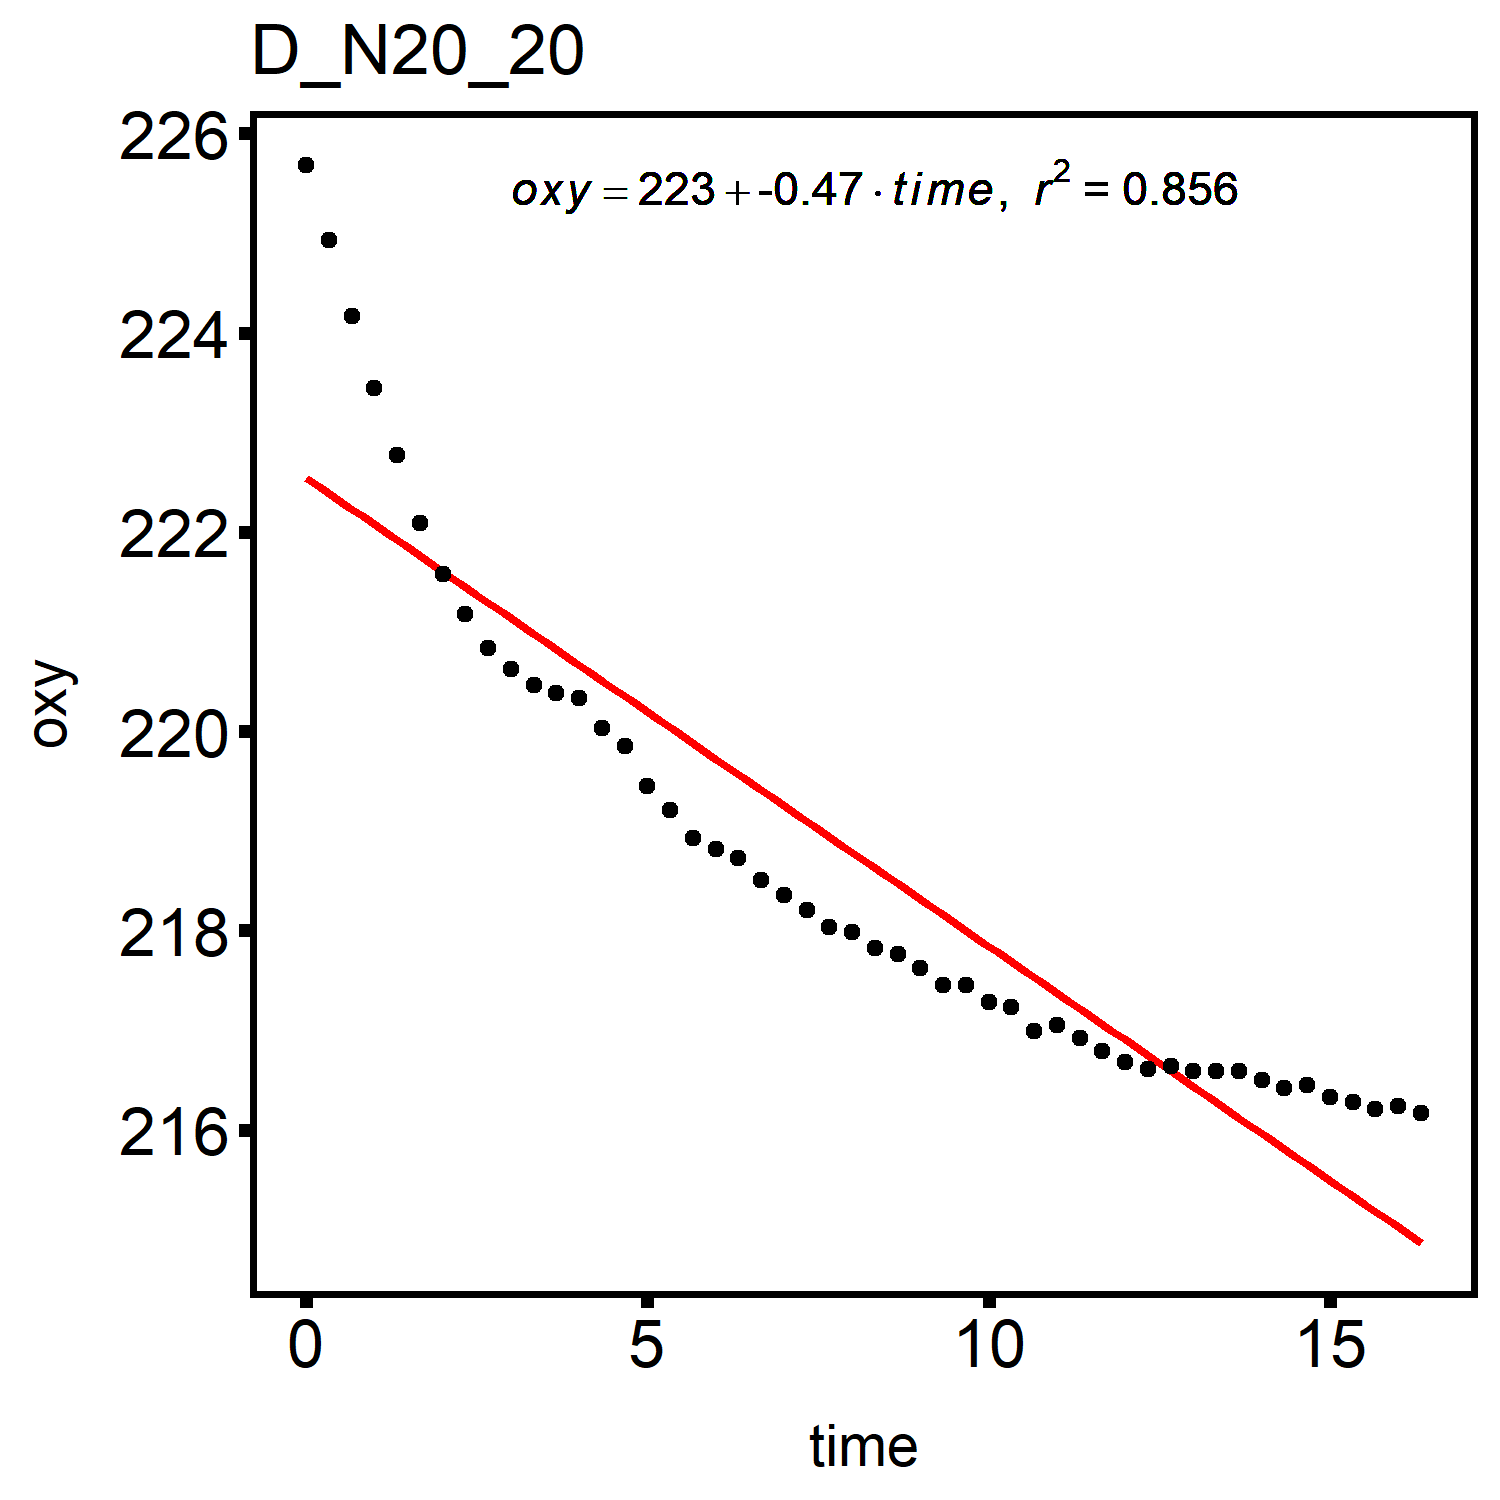 D_N20_20
oxy = 223 + -0.47 · time, r² = 0.856
226
224
222
220
218
216
oxy
0 5 10 15
time